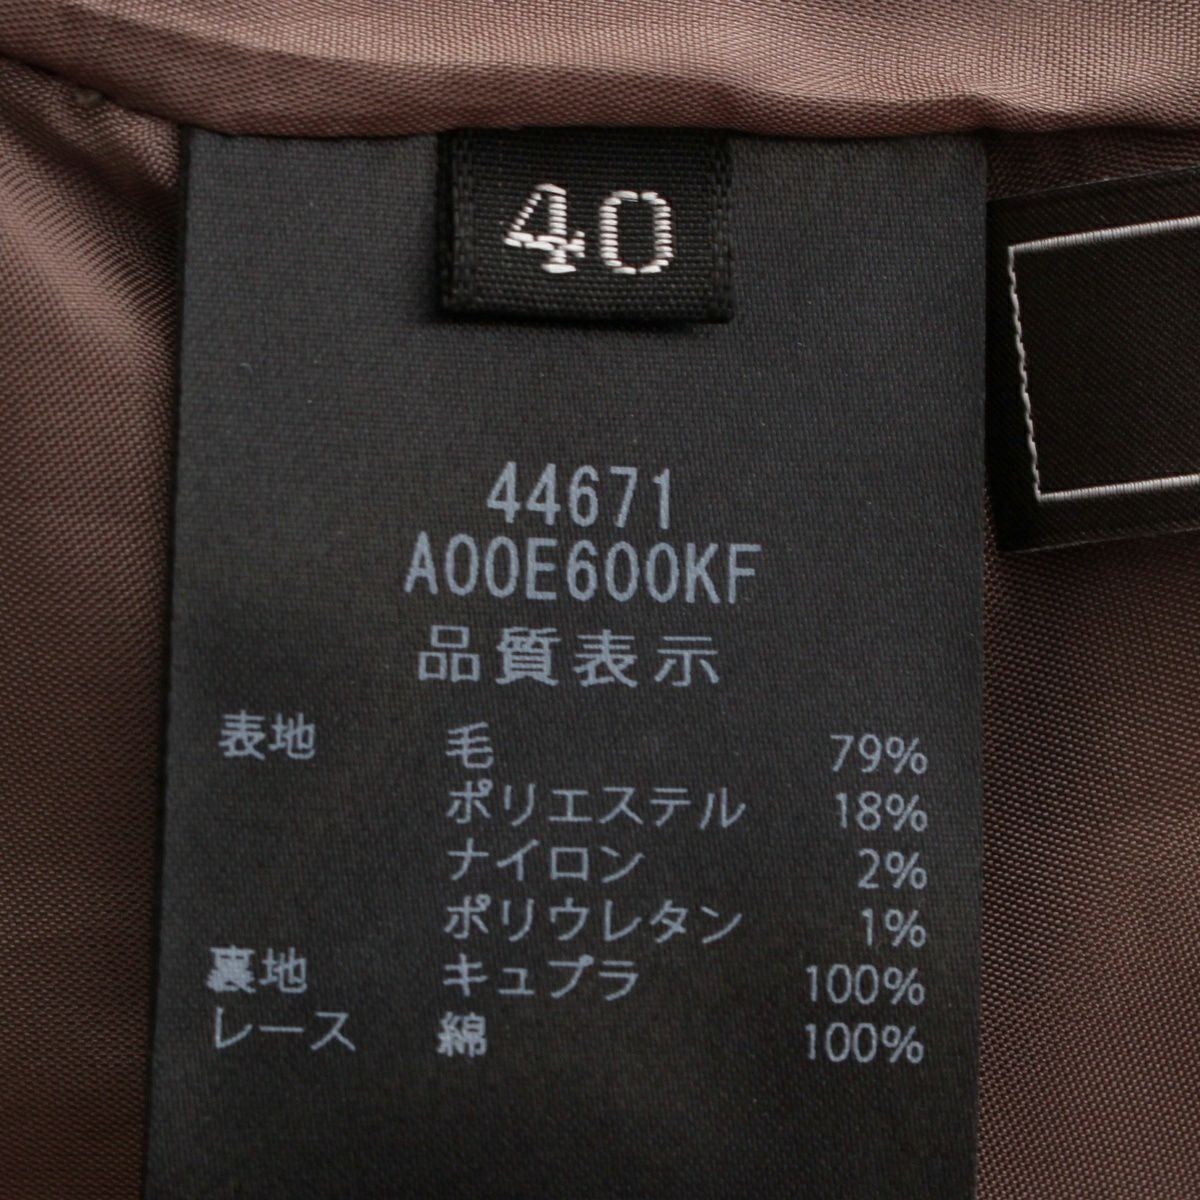 40
44671
A00E600KF
品質表示
表地 毛 79%
ポリエステル 18%
ナイロン 2%
ポリウレタン 1%
裏地 キュプラ 100%
レース 綿 100%